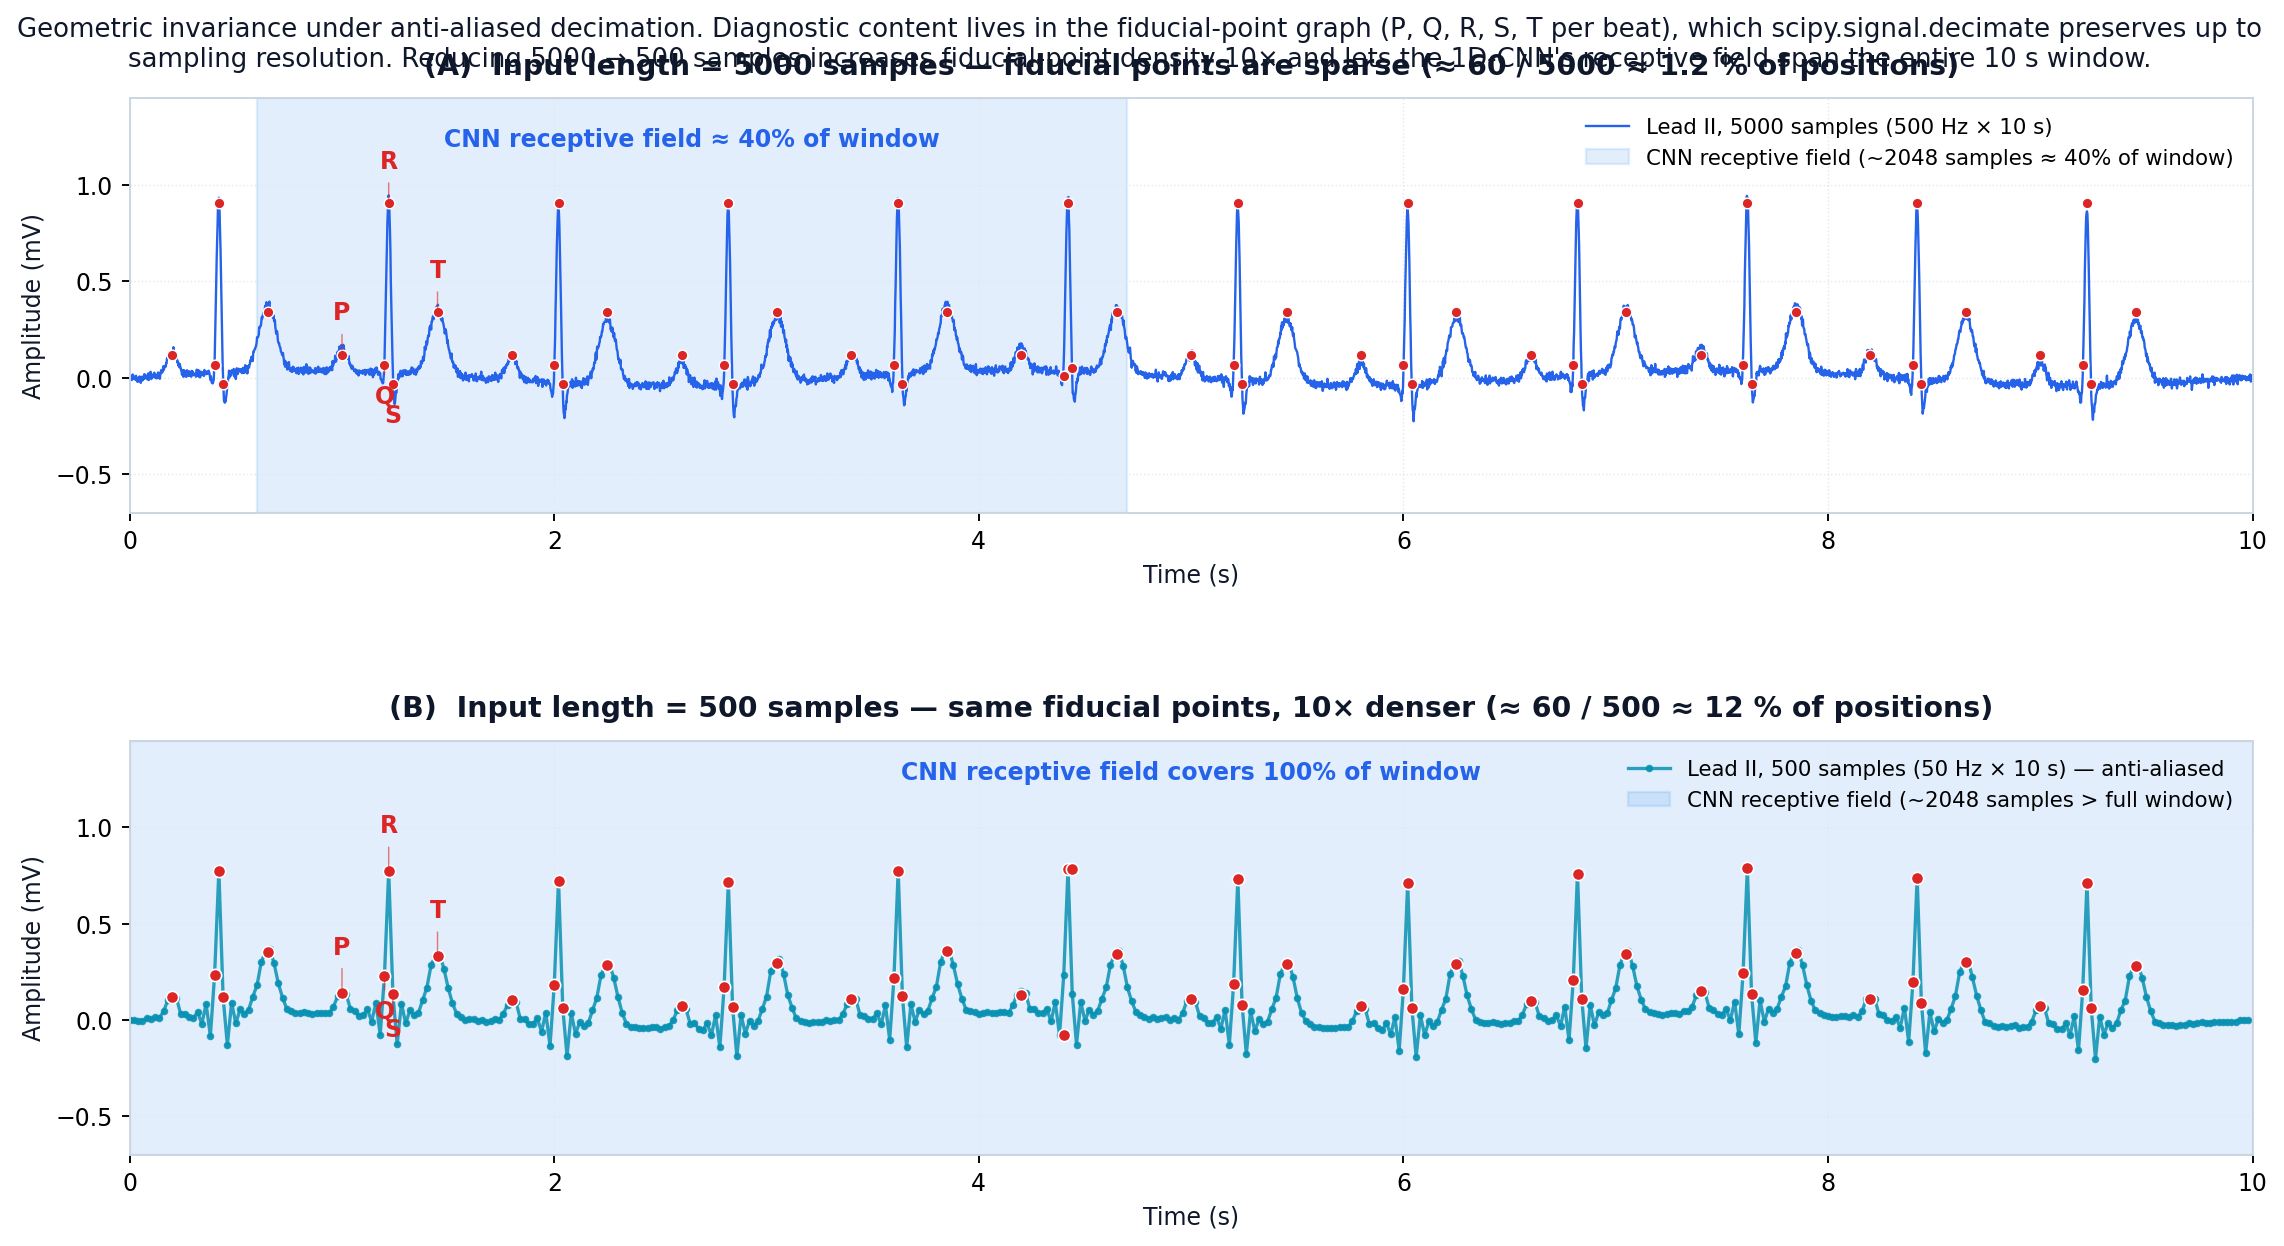 Geometric invariance under anti-aliased decimation. Diagnostic content lives in the fiducial-point graph (P, Q, R, S, T per beat), which scipy.signal.decimate preserves up to
sampling resolution. Reducing 5000 → 500 samples increases fiducial-point density 10× and lets the 1D-CNN's receptive field span the entire 10 s window.
(A)  Input length = 5000 samples — fiducial points are sparse (≈ 60 / 5000 ≈ 1.2 % of positions)
CNN receptive field ≈ 40% of window
Lead II, 5000 samples (500 Hz × 10 s)
CNN receptive field (~2048 samples ≈ 40% of window)
R
T
P
Q
S
Amplitude (mV)
1.0
0.5
0.0
−0.5
0 2 4 6 8 10
Time (s)
(B)  Input length = 500 samples — same fiducial points, 10× denser (≈ 60 / 500 ≈ 12 % of positions)
CNN receptive field covers 100% of window
Lead II, 500 samples (50 Hz × 10 s) — anti-aliased
CNN receptive field (~2048 samples > full window)
R
T
P
Q
S
Amplitude (mV)
1.0
0.5
0.0
−0.5
0 2 4 6 8 10
Time (s)